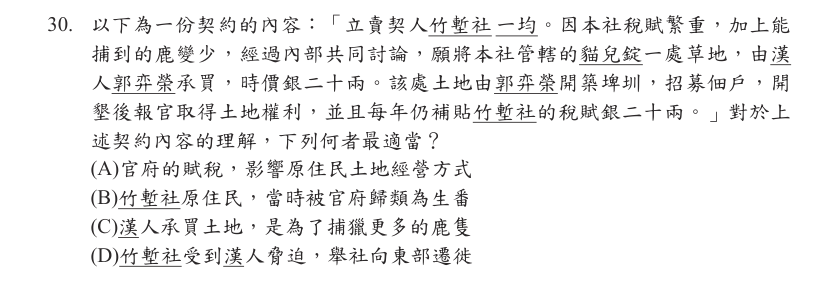 30. 以下為一份契約的內容：「立賣契人竹塹社一均。因本社稅賦繁重，加上能
捕到的鹿變少，經過內部共同討論，願將本社管轄的貓兒錠一處草地，由漢
人郭弈榮承買，時價銀二十兩。該處土地由郭弈榮開築埤圳，招募佃戶，開
墾後報官取得土地權利，並且每年仍補貼竹塹社的稅賦銀二十兩。」對於上
述契約內容的理解，下列何者最適當？
(A)官府的賦稅，影響原住民土地經營方式
(B)竹塹社原住民，當時被官府歸類為生番
(C)漢人承買土地，是為了捕獵更多的鹿隻
(D)竹塹社受到漢人脅迫，舉社向東部遷徙